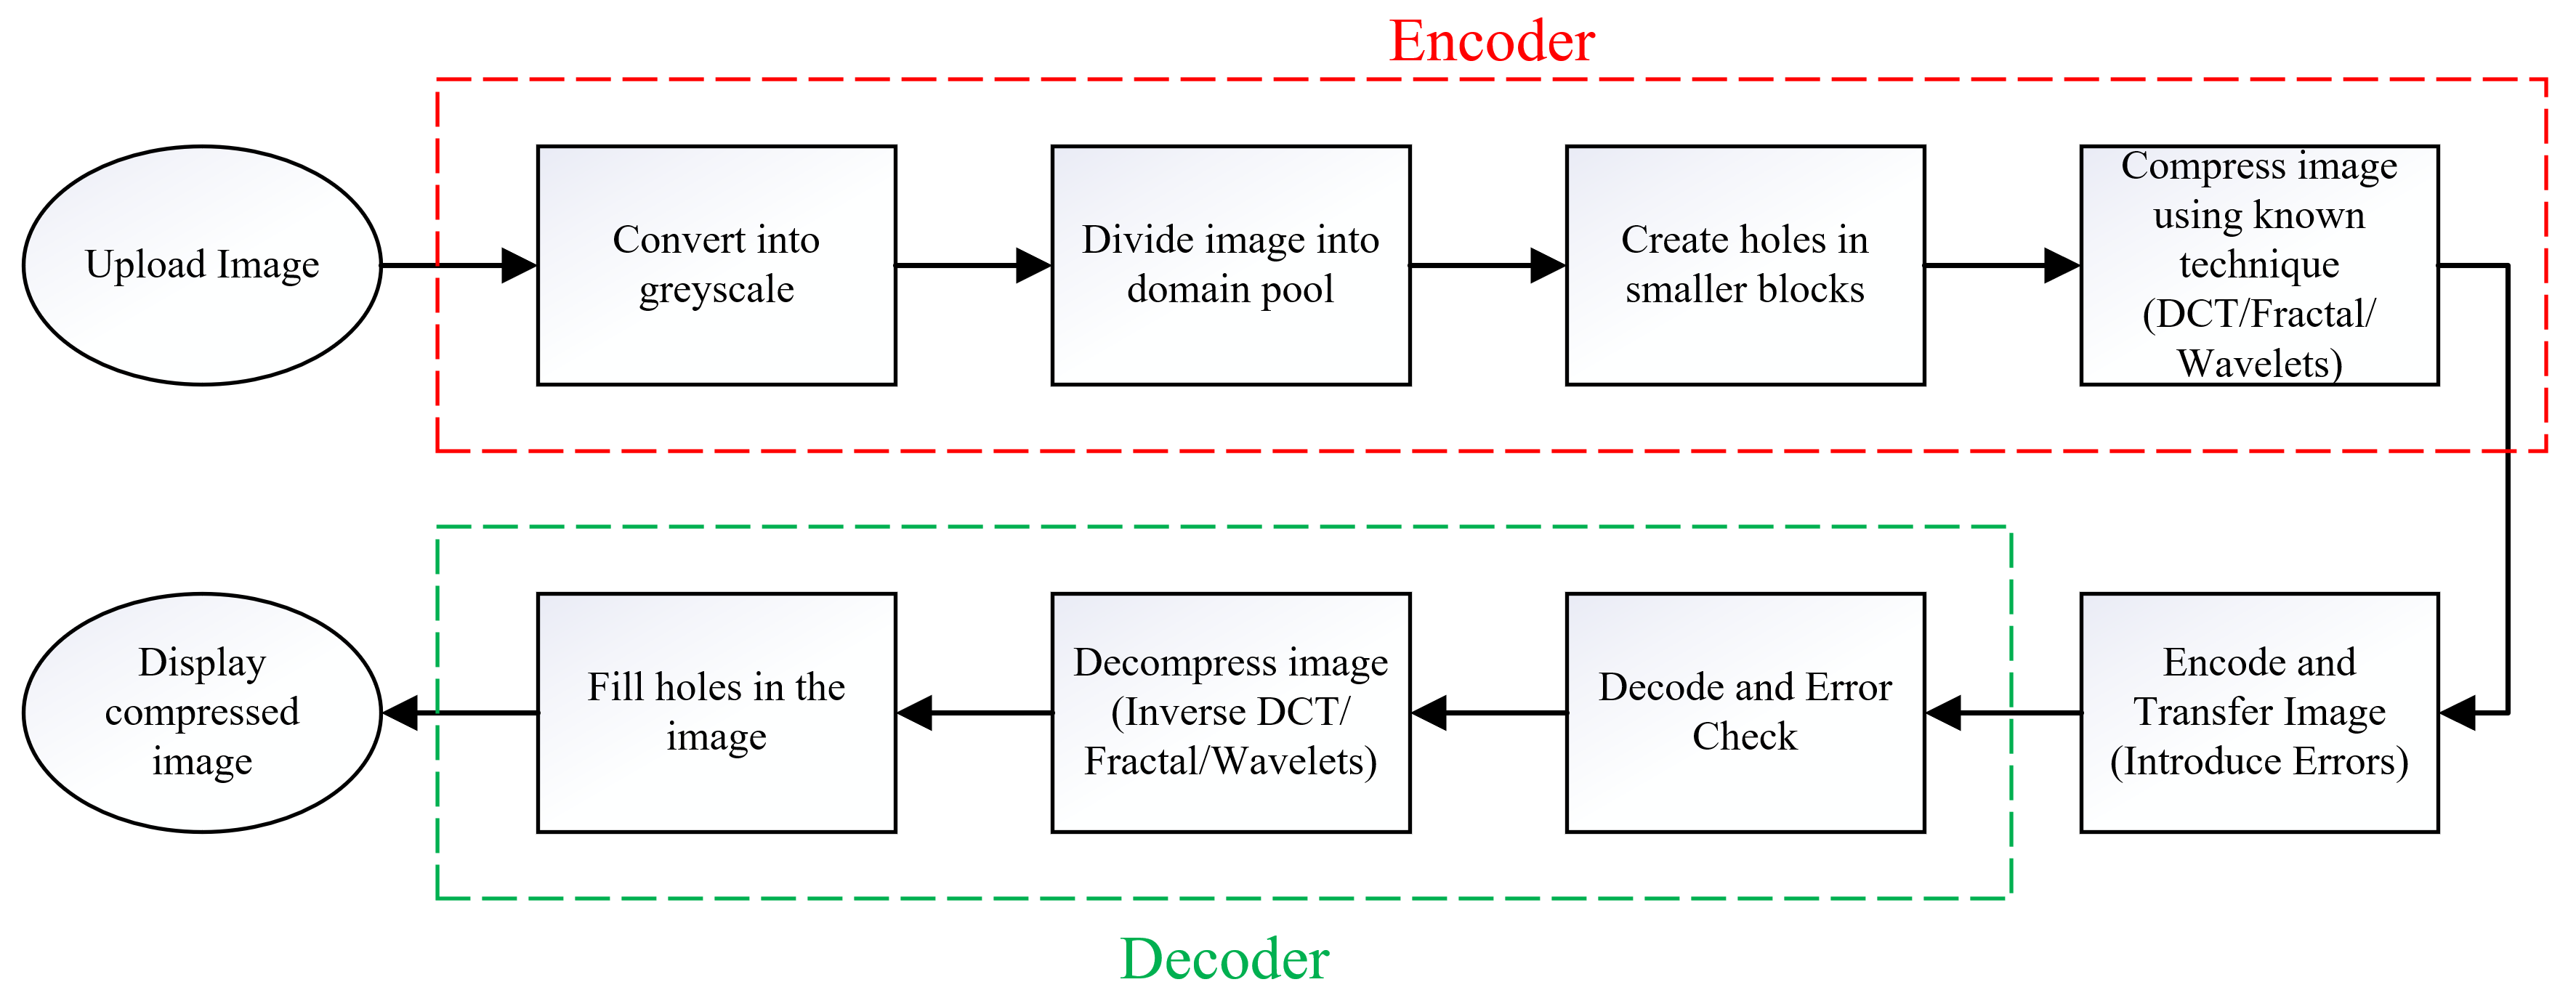 Encoder
Upload Image
Convert into
greyscale
Divide image into
domain pool
Create holes in
smaller blocks
Compress image
using known
technique
(DCT/Fractal/
Wavelets)
Encode and
Transfer Image
(Introduce Errors)
Decode and Error
Check
Decompress image
(Inverse DCT/
Fractal/Wavelets)
Fill holes in the
image
Display
compressed
image
Decoder